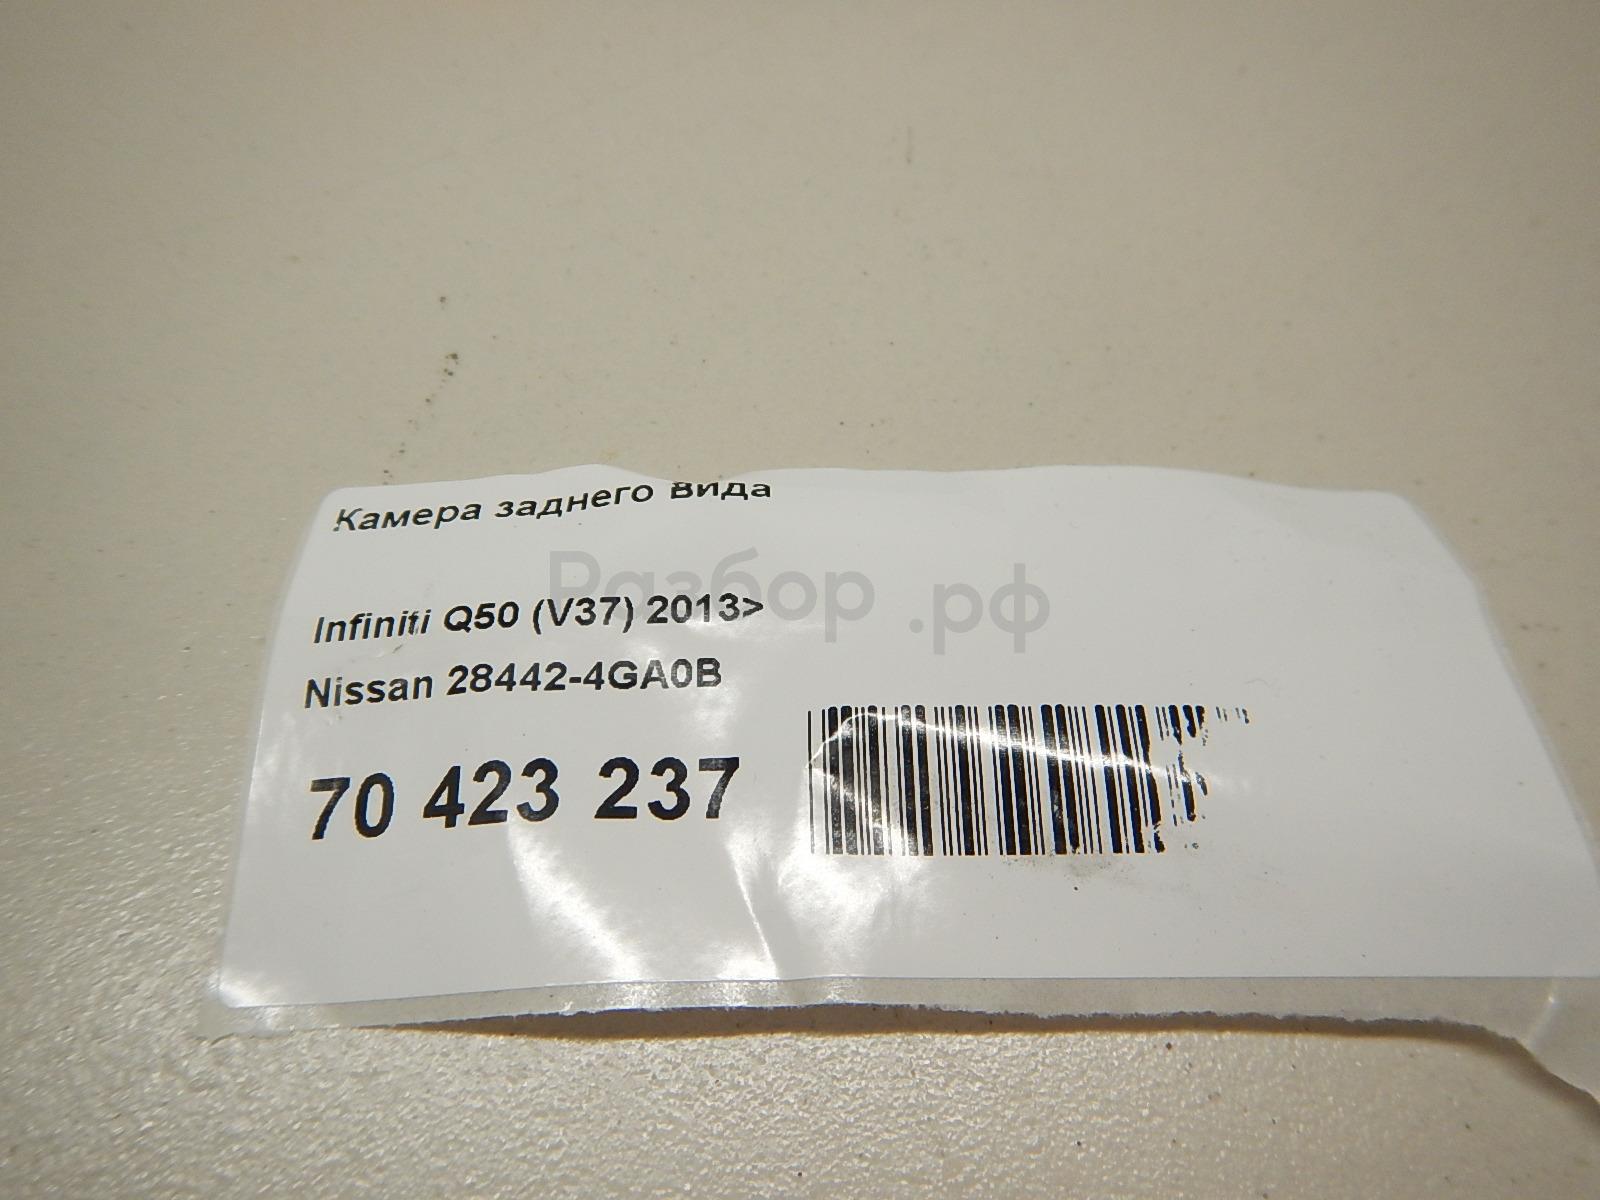 Камера заднего вида
Разбор.рф
Infiniti Q50 (V37) 2013>
Nissan 28442-4GA0B
70 423 237